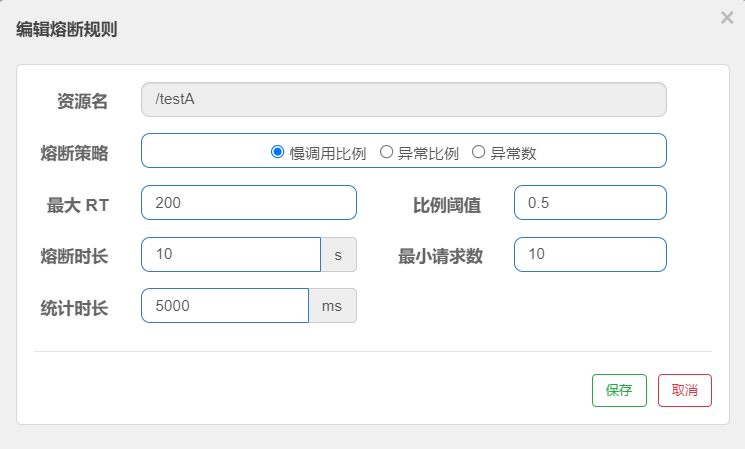 编辑熔断规则
×
资源名 /testA
熔断策略 慢调用比例 异常比例 异常数
最大 RT 200 比例阈值 0.5
熔断时长 10 s 最小请求数 10
统计时长 5000 ms
保存 取消